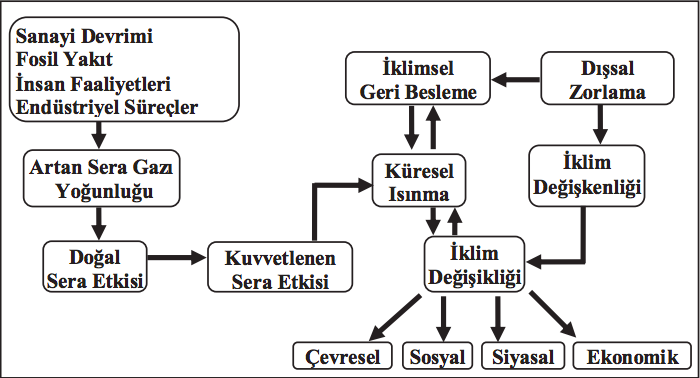 Sanayi Devrimi
Fosil Yakıt
İnsan Faaliyetleri
Endüstriyel Süreçler
Artan Sera Gazı
Yoğunluğu
Doğal
Sera Etkisi
Kuvvetlenen
Sera Etkisi
İklimsel
Geri Besleme
Dışsal
Zorlama
Küresel
Isınma
İklim
Değişkenliği
İklim
Değişikliği
Çevresel
Sosyal
Siyasal
Ekonomik